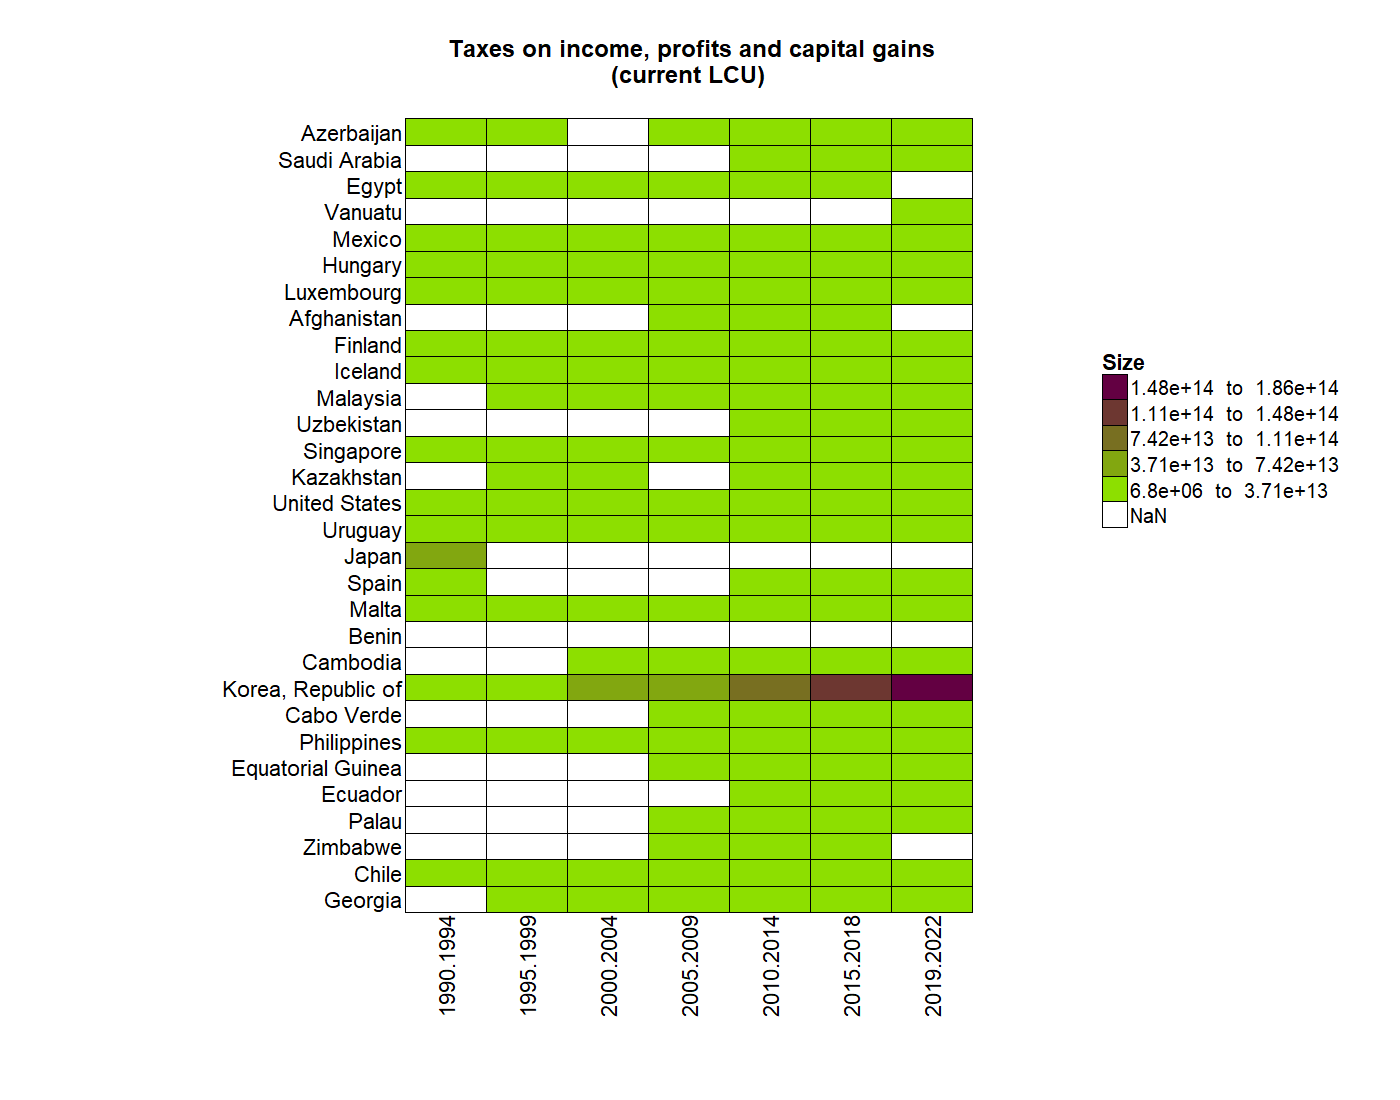 Taxes on income, profits and capital gains
(current LCU)
Azerbaijan
Saudi Arabia
Egypt
Vanuatu
Mexico
Hungary
Luxembourg
Afghanistan
Finland
Iceland
Malaysia
Uzbekistan
Singapore
Kazakhstan
United States
Uruguay
Japan
Spain
Malta
Benin
Cambodia
Korea, Republic of
Cabo Verde
Philippines
Equatorial Guinea
Ecuador
Palau
Zimbabwe
Chile
Georgia
1990.1994
1995.1999
2000.2004
2005.2009
2010.2014
2015.2018
2019.2022
Size
1.48e+14 to 1.86e+14
1.11e+14 to 1.48e+14
7.42e+13 to 1.11e+14
3.71e+13 to 7.42e+13
6.8e+06 to 3.71e+13
NaN